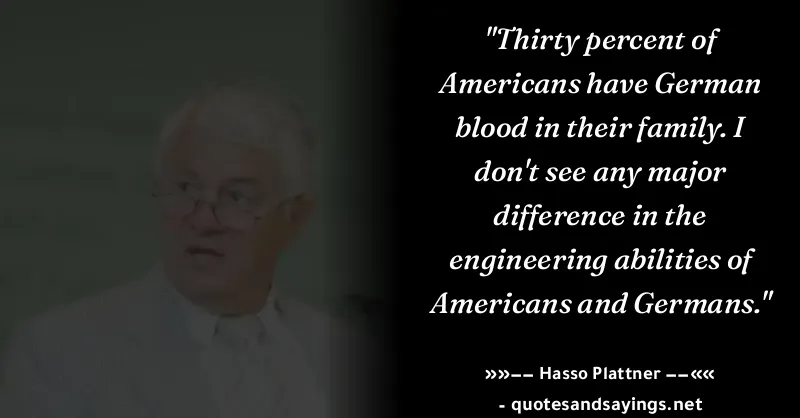 "Thirty percent of
Americans have German
blood in their family. I
don't see any major
difference in the
engineering abilities of
Americans and Germans."
»»−− Hasso Plattner −−««
- quotesandsayings.net